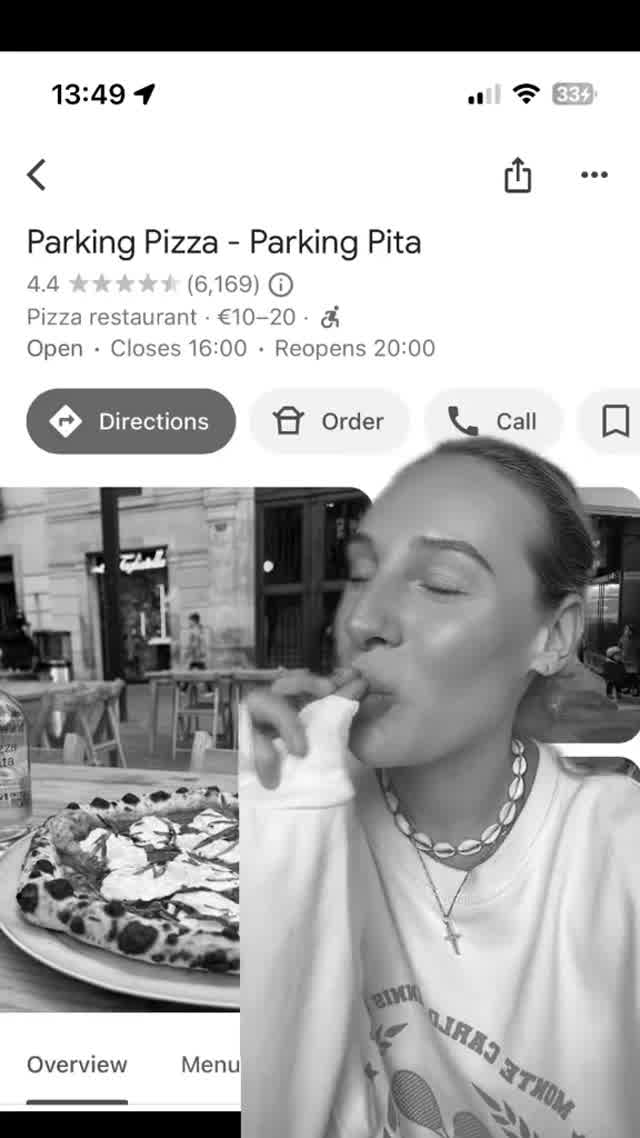 13:49
33
Parking Pizza - Parking Pita
4.4 (6,169)
Pizza restaurant · €10–20 ·
Open · Closes 16:00 · Reopens 20:00
Directions
Order
Call
Overview
Menu
MONTE CARLO